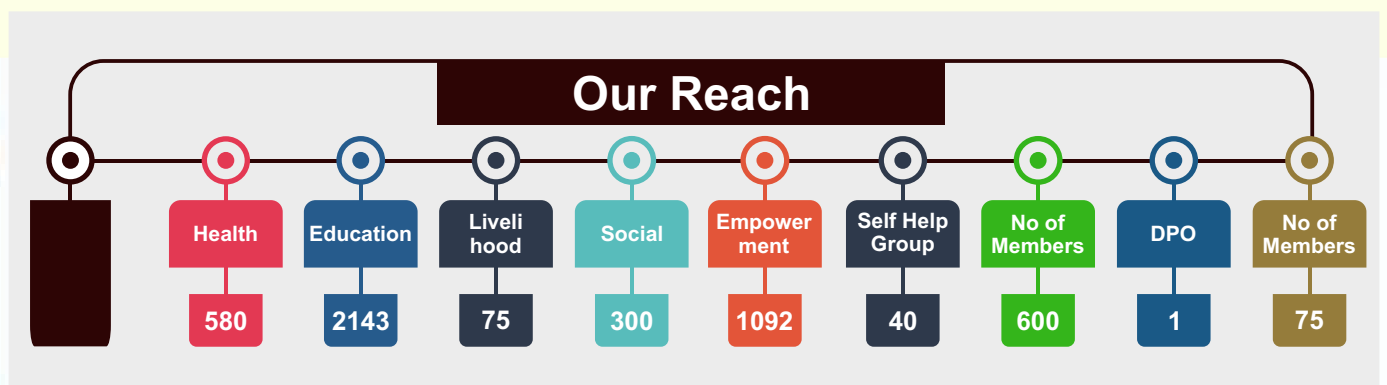 Our Reach
Health
Education
Liveli
hood
Social
Empower
ment
Self Help
Group
No of
Members
DPO
No of
Members
580
2143
75
300
1092
40
600
1
75